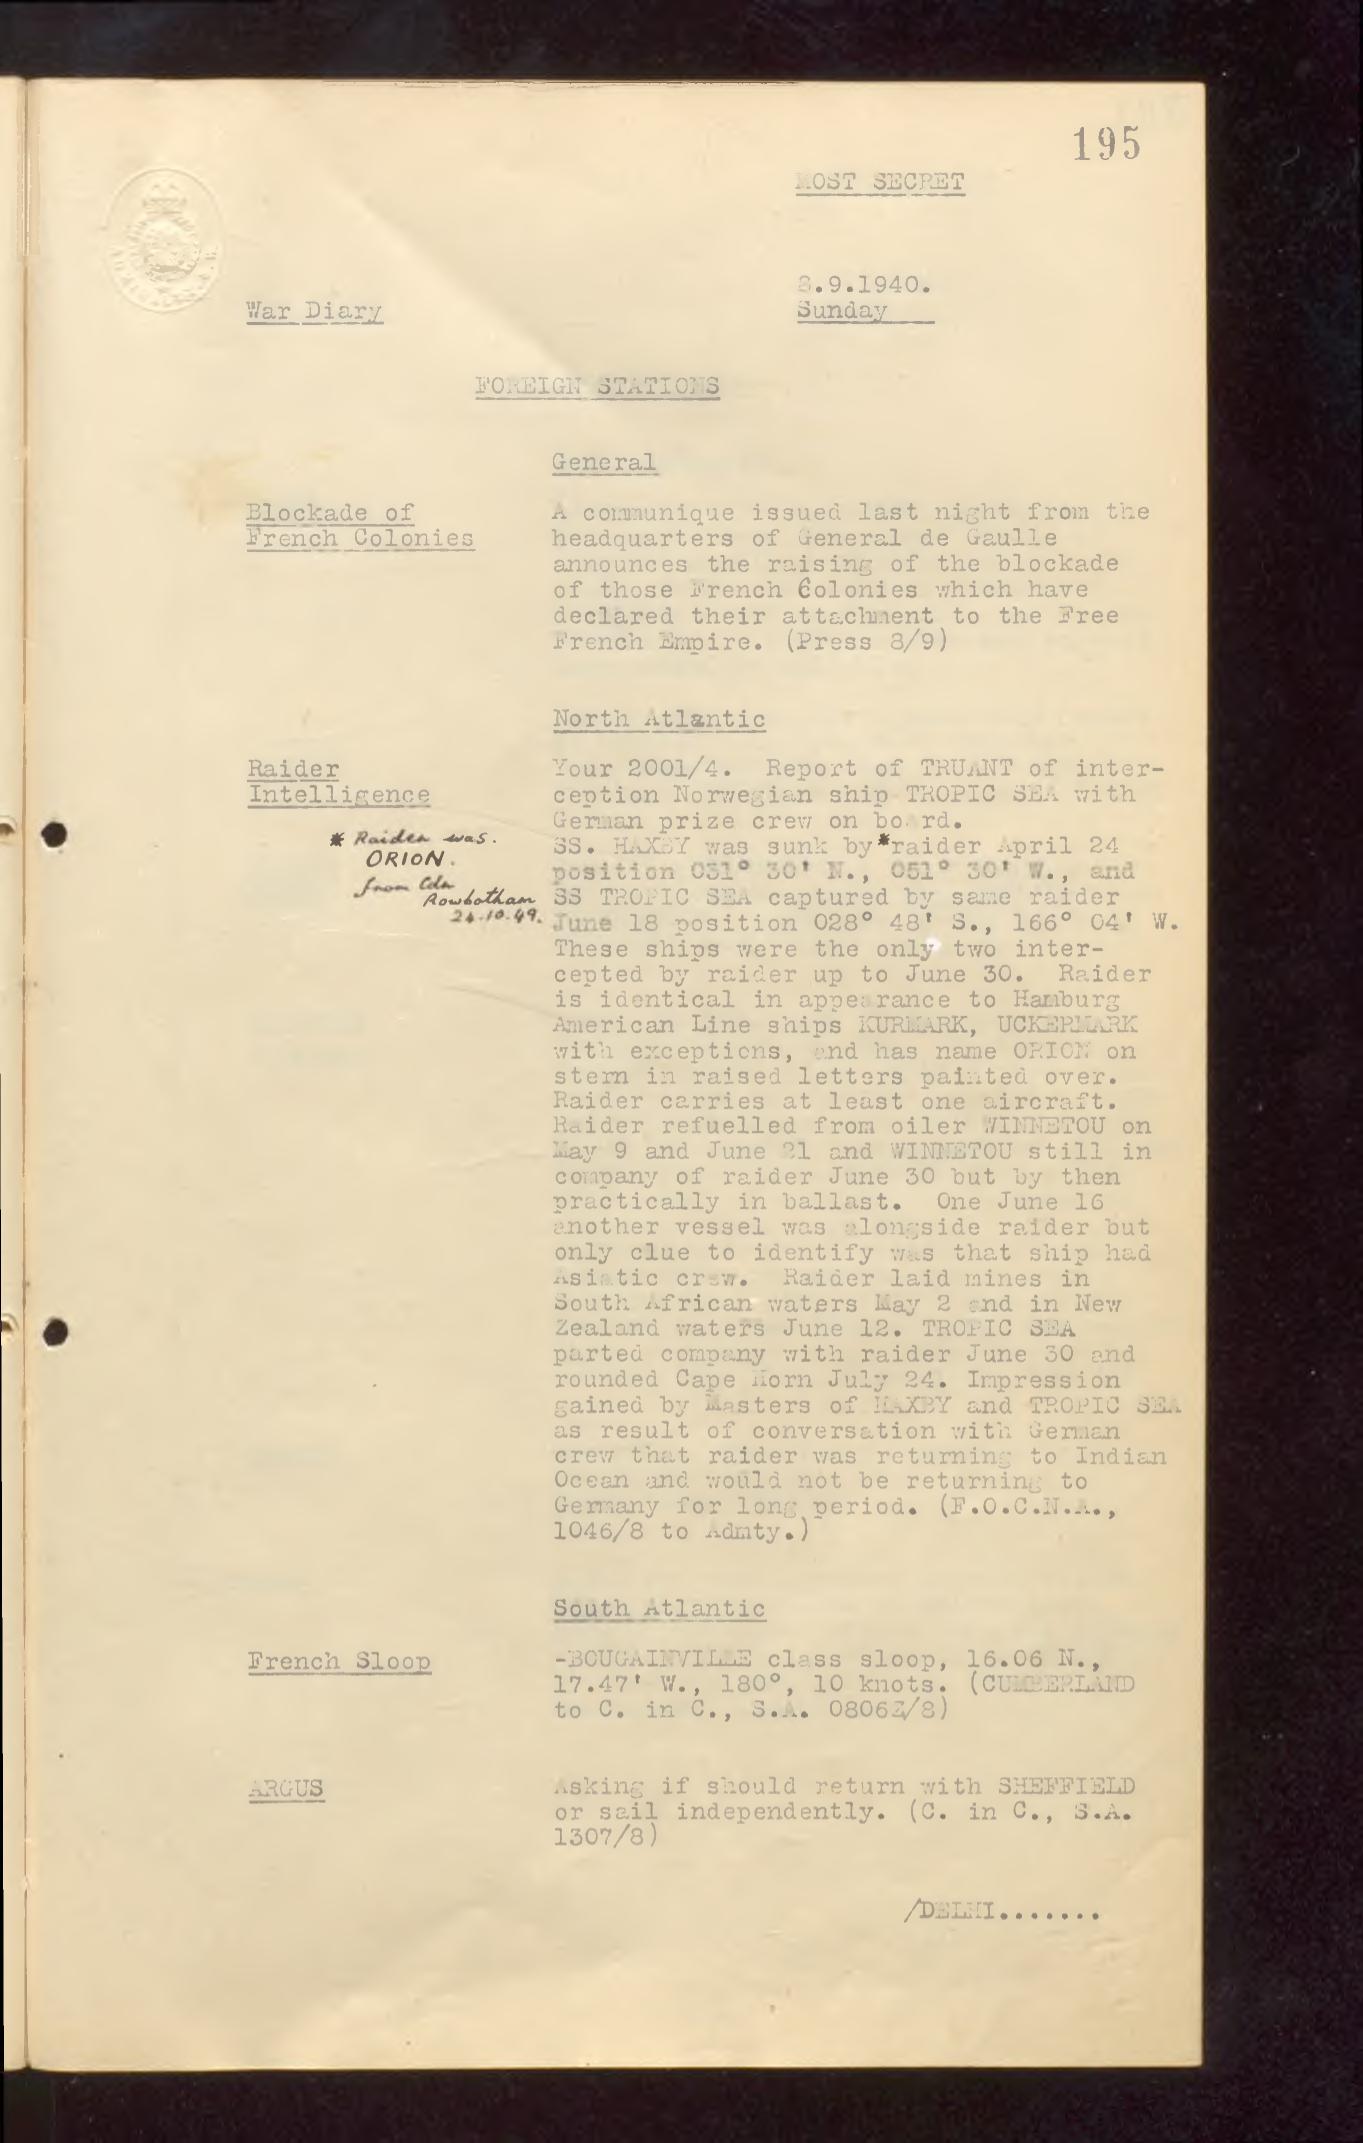 195
MOST SECRET
8.9.1940.
War Diary
Sunday
FOREIGN STATIONS
General
Blockade of
French Colonies
A communique issued last night from the
headquarters of General de Gaulle
announces the raising of the blockade
of those French Colonies which have
declared their attachment to the Free
French Empire. (Press 8/9)
North Atlantic
Raider
Intelligence
* Raider was.
ORION.
from Cdr
Rowbotham
24.10.49.
Your 2001/4. Report of TRUANT of inter-
ception Norwegian ship TROPIC SEA with
German prize crew on board.
SS. HAXBY was sunk by *raider April 24
position 031° 30' N., 051° 30' W., and
SS TROPIC SEA captured by same raider
June 18 position 028° 48' S., 166° 04' W.
These ships were the only two inter-
cepted by raider up to June 30. Raider
is identical in appearance to Hamburg
American Line ships KURMARK, UCKERMARK
with exceptions, and has name ORION on
stern in raised letters painted over.
Raider carries at least one aircraft.
Raider refuelled from oiler WINNETOU on
May 9 and June 21 and WINNETOU still in
company of raider June 30 but by then
practically in ballast. One June 16
another vessel was alongside raider but
only clue to identify was that ship had
Asiatic crew. Raider laid mines in
South African waters May 2 and in New
Zealand waters June 12. TROPIC SEA
parted company with raider June 30 and
rounded Cape Horn July 24. Impression
gained by Masters of HAXBY and TROPIC SEA
as result of conversation with German
crew that raider was returning to Indian
Ocean and would not be returning to
Germany for long period. (F.O.C.N.A.,
1046/8 to Admty.)
South Atlantic
French Sloop
-BOUGAINVILLE class sloop, 16.06 N.,
17.47' W., 180°, 10 knots. (CUMBERLAND
to C. in C., S.A. 0806Z/8)
ARGUS
Asking if should return with SHEFFIELD
or sail independently. (C. in C., S.A.
1307/8)
/DELHI.......